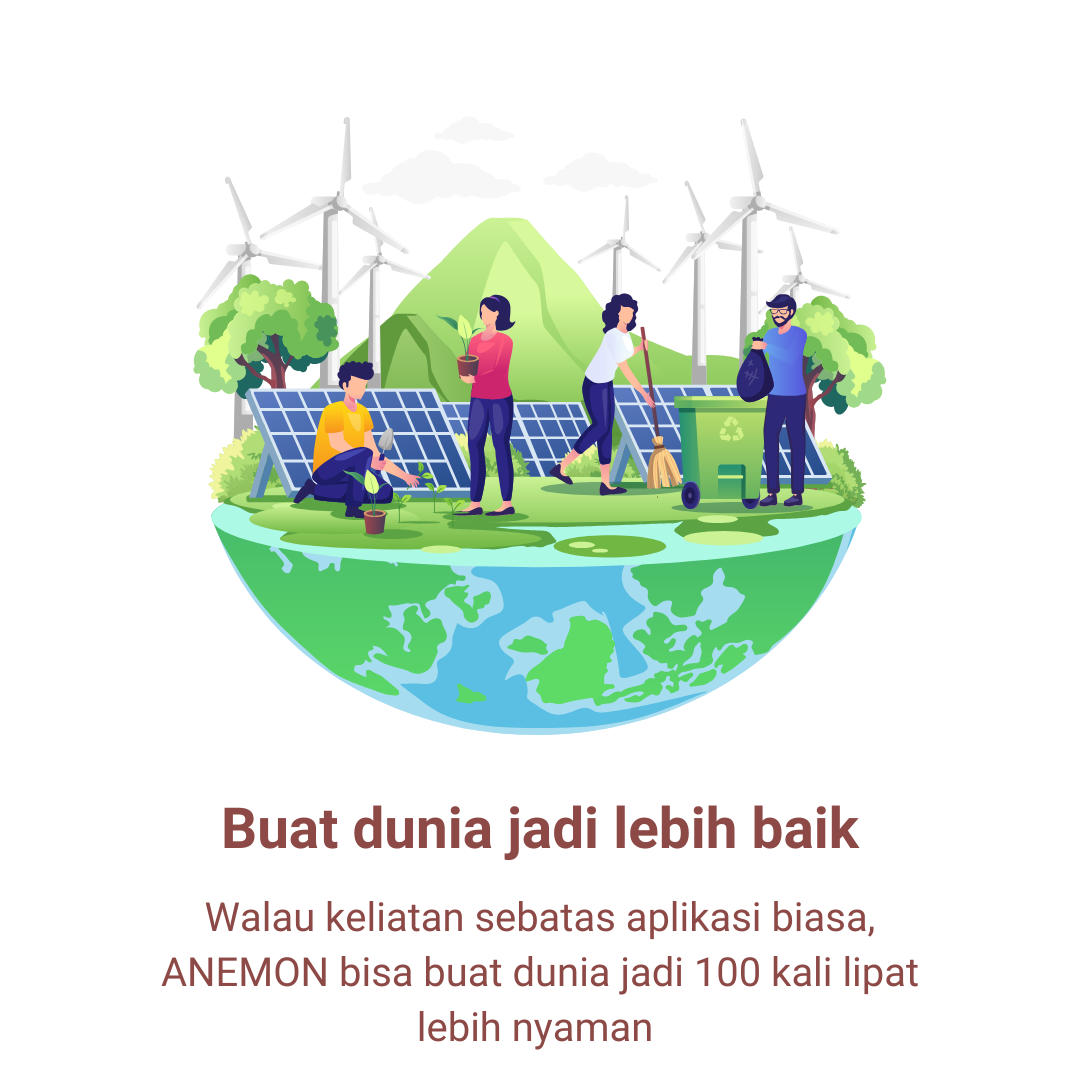 Buat dunia jadi lebih baik
Walau keliatan sebatas aplikasi biasa,
ANEMON bisa buat dunia jadi 100 kali lipat
lebih nyaman